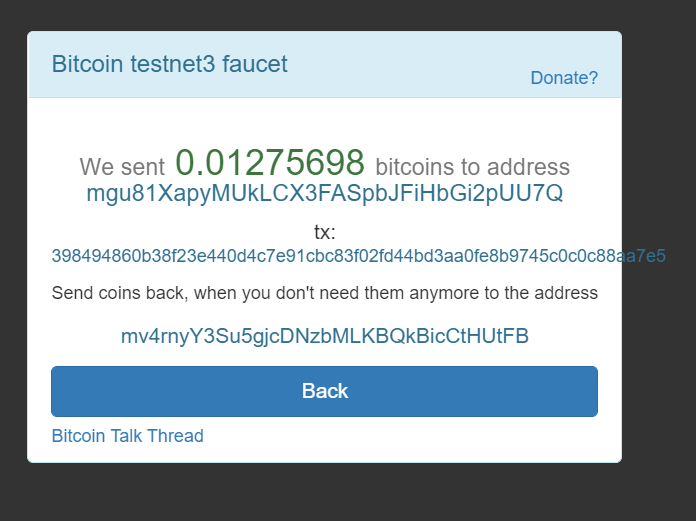 Bitcoin testnet3 faucet
Donate?
We sent 0.01275698 bitcoins to address
mgu81XapyMUkLCX3FASpbJFiHbGi2pUU7Q
tx:
398494860b38f23e440d4c7e91cbc83f02fd44bd3aa0fe8b9745c0c0c88aa7e5
Send coins back, when you don't need them anymore to the address
mv4rnyY3Su5gjcDNzbMLKBQkBicCtHUtFB
Back
Bitcoin Talk Thread